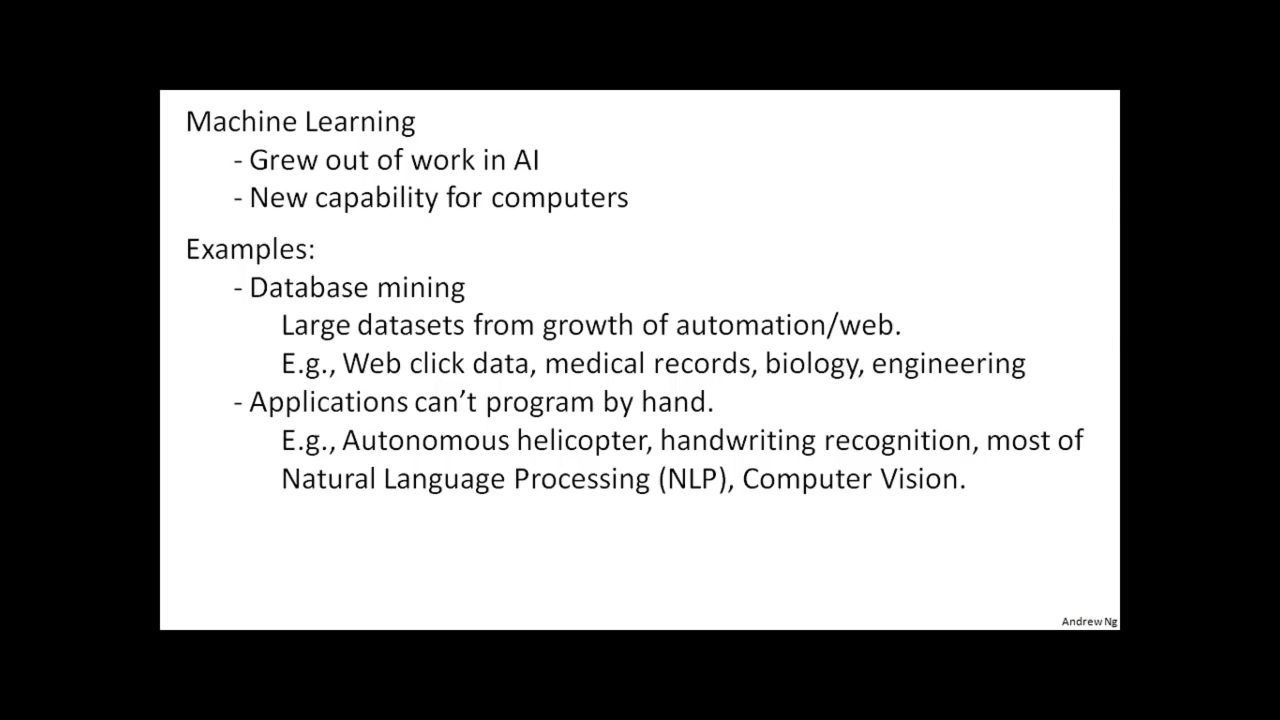 Machine Learning
- Grew out of work in AI
- New capability for computers
Examples:
- Database mining
Large datasets from growth of automation/web.
E.g., Web click data, medical records, biology, engineering
- Applications can’t program by hand.
E.g., Autonomous helicopter, handwriting recognition, most of
Natural Language Processing (NLP), Computer Vision.
Andrew Ng